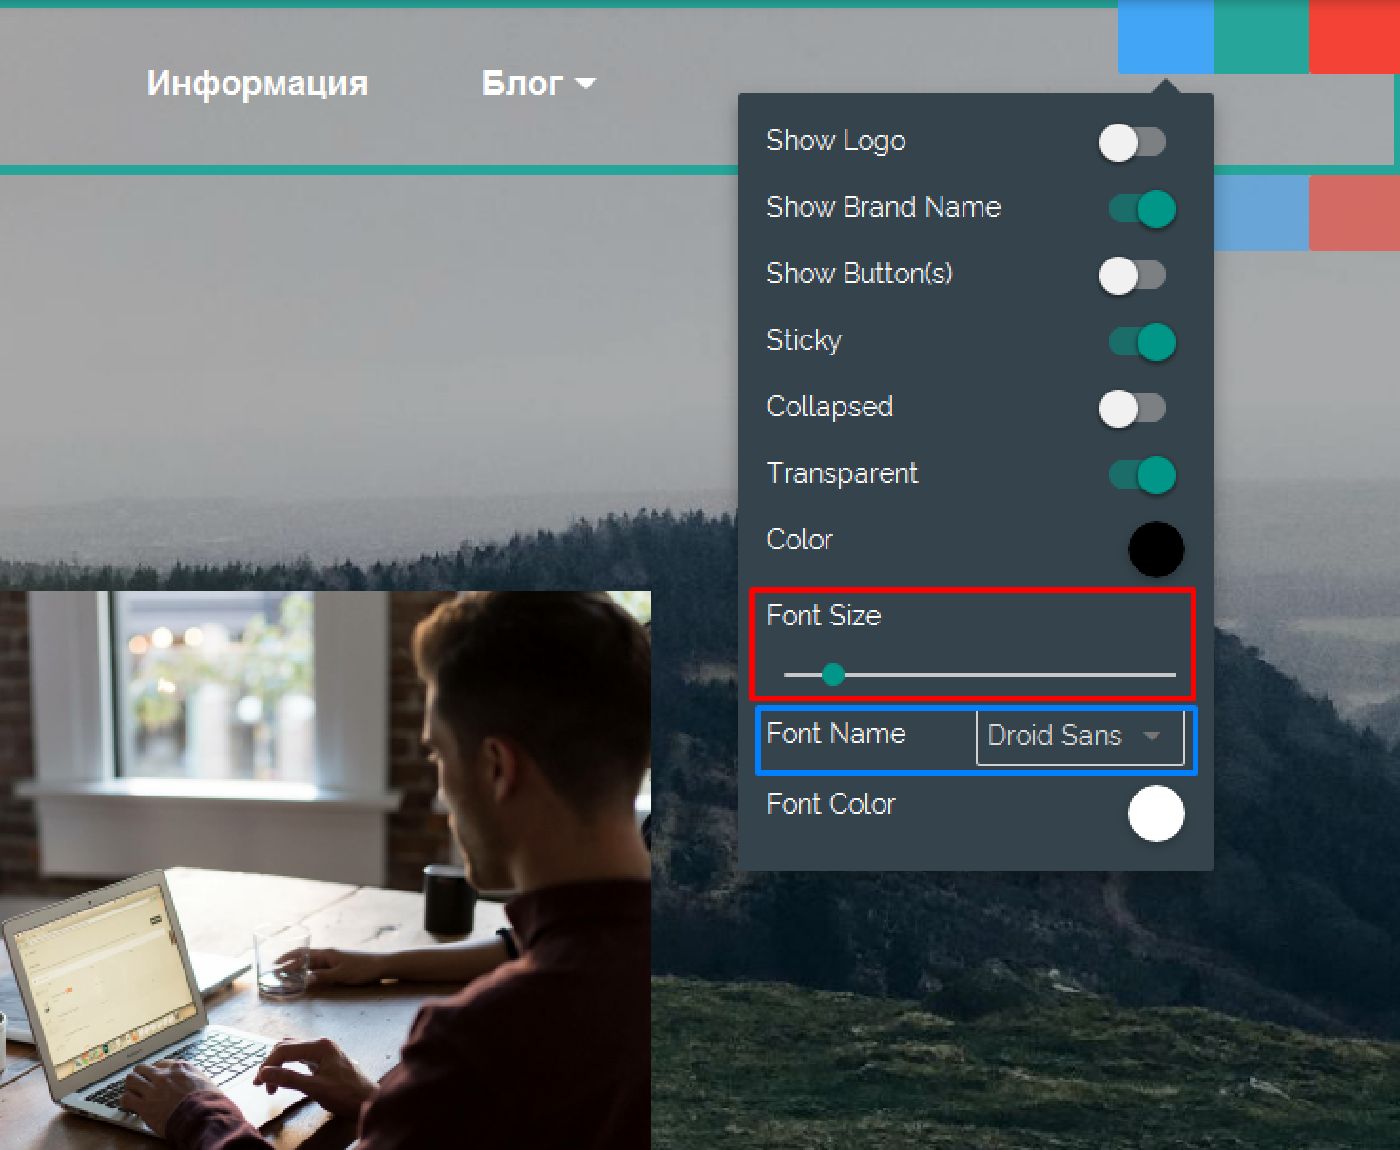 Информация
Блог
Show Logo
Show Brand Name
Show Button(s)
Sticky
Collapsed
Transparent
Color
Font Size
Font Name Droid Sans
Font Color